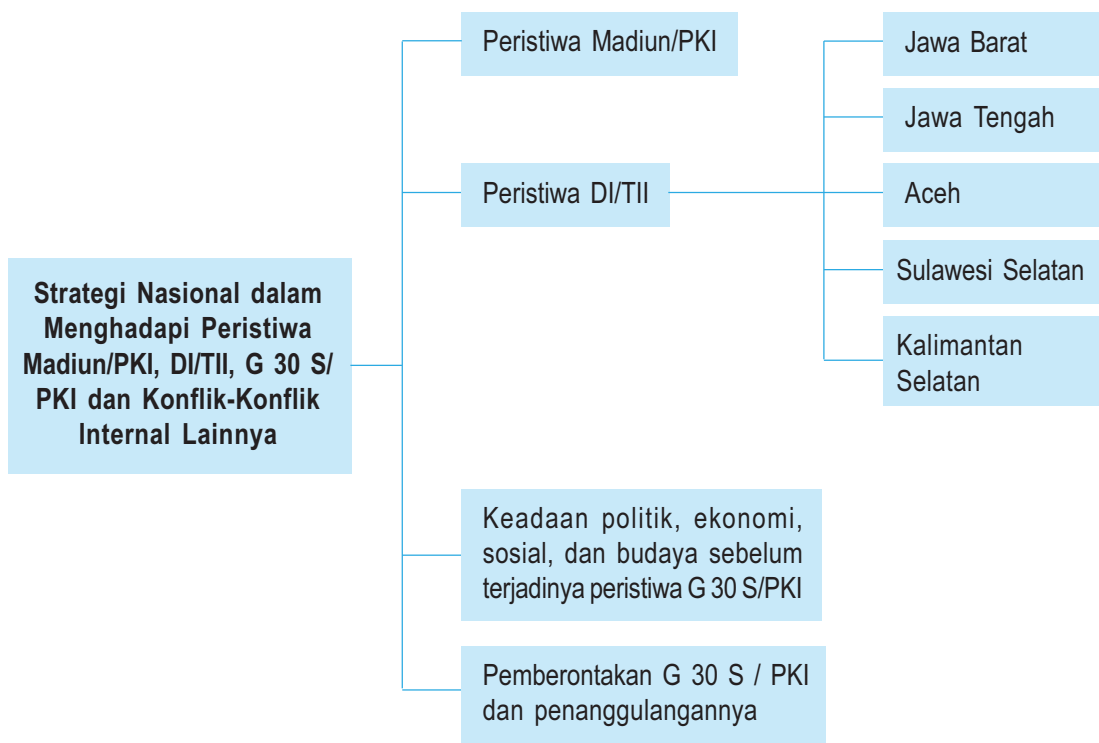 Strategi Nasional dalam
Menghadapi Peristiwa
Madiun/PKI, DI/TII, G 30 S/
PKI dan Konflik-Konflik
Internal Lainnya
Peristiwa Madiun/PKI
Peristiwa DI/TII
Jawa Barat
Jawa Tengah
Aceh
Sulawesi Selatan
Kalimantan
Selatan
Keadaan politik, ekonomi,
sosial, dan budaya sebelum
terjadinya peristiwa G 30 S/PKI
Pemberontakan G 30 S / PKI
dan penanggulangannya